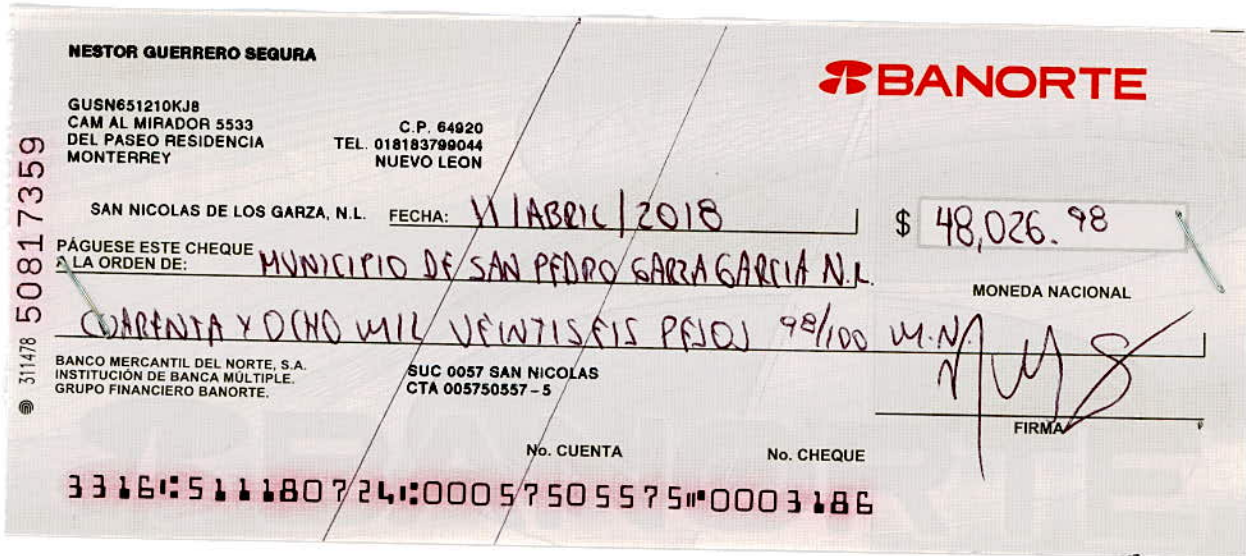 NESTOR GUERRERO SEGURA
BANORTE
GUSN651210KJ8
CAM AL MIRADOR 5533 C.P. 64920
DEL PASEO RESIDENCIA TEL. 018183799044
MONTERREY NUEVO LEON
SAN NICOLAS DE LOS GARZA, N.L. FECHA: 11/ABRIL/2018 $ 48,026.98
PÁGUESE ESTE CHEQUE
A LA ORDEN DE: MUNICIPIO DE SAN PEDRO GARZA GARCIA N.L.
MONEDA NACIONAL
CUARENTA Y OCHO MIL VEINTISEIS PESOS 98/100 M.N.
BANCO MERCANTIL DEL NORTE, S.A.
INSTITUCIÓN DE BANCA MÚLTIPLE.
GRUPO FINANCIERO BANORTE.
SUC 0057 SAN NICOLAS
CTA 005750557-5
FIRMA
No. CUENTA No. CHEQUE
3316⑆511180724⑆00057505575⑈0003186
311478 50817359
BANORTE